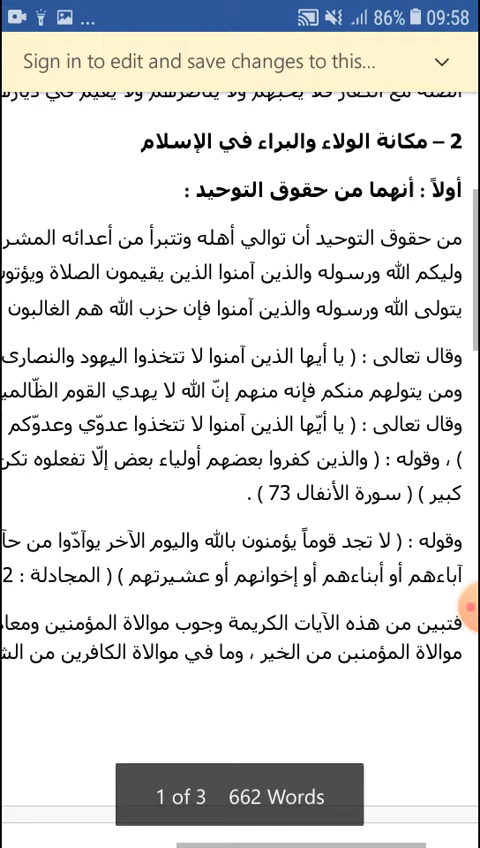 ... 86% 09:58
Sign in to edit and save changes to this...
2 – مكانة الولاء والبراء في الإسلام
أولاً : أنهما من حقوق التوحيد :
من حقوق التوحيد أن توالي أهله وتتبرأ من أعدائه المشر
وليكم الله ورسوله والذين آمنوا الذين يقيمون الصلاة ويؤتو
يتولى الله ورسوله والذين آمنوا فإن حزب الله هم الغالبون
وقال تعالى : ( يا أيها الذين آمنوا لا تتخذوا اليهود والنصارى
ومن يتولهم منكم فإنه منهم إنّ الله لا يهدي القوم الظّالمي
وقال تعالى : ( يا أيّها الذين آمنوا لا تتخذوا عدوّي وعدوّكم
) ، وقوله : ( والذين كفروا بعضهم أولياء بعض إلّا تفعلوه تكن
كبير ) ( سورة الأنفال 73 ) .
وقوله : ( لا تجد قوماً يؤمنون بالله واليوم الآخر يوآدّوا من حآ
آباءهم أو أبناءهم أو إخوانهم أو عشيرتهم ) ( المجادلة : 2
فتبين من هذه الآيات الكريمة وجوب موالاة المؤمنين ومعا
موالاة المؤمنبن من الخير ، وما في موالاة الكافرين من الش
1 of 3 662 Words